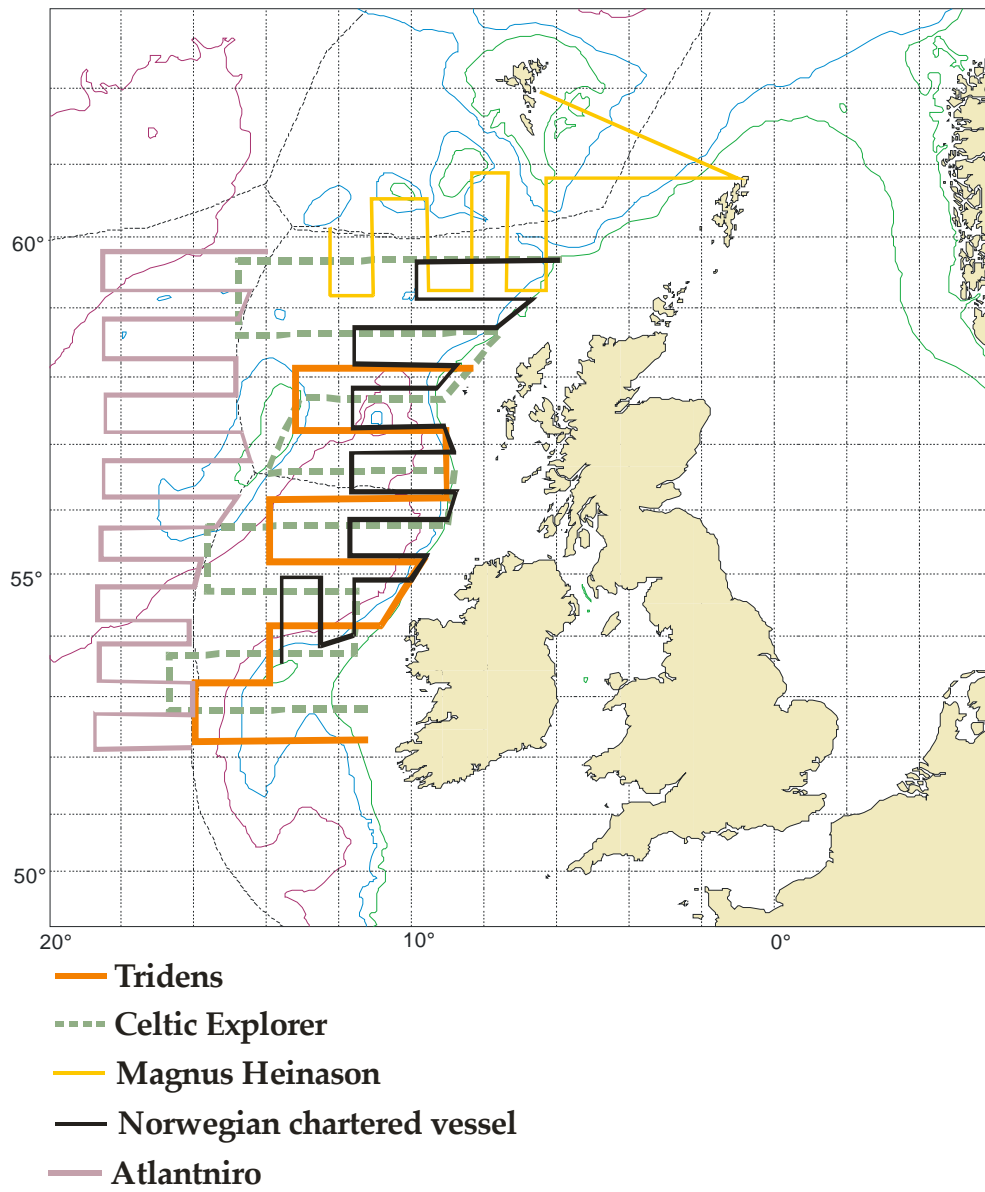 60°
55°
50°
20° 10° 0°
Tridens
Celtic Explorer
Magnus Heinason
Norwegian chartered vessel
Atlantniro